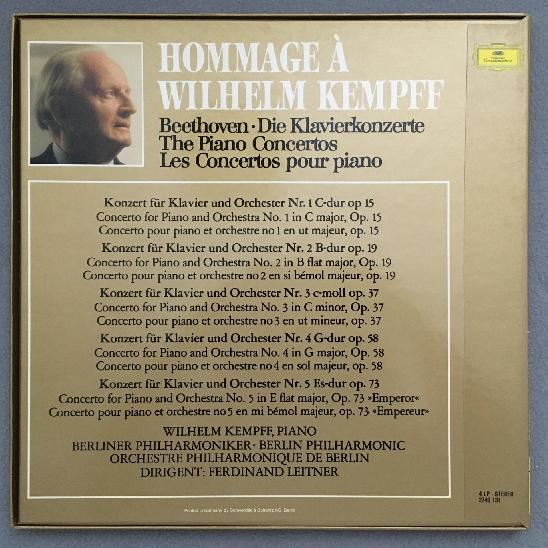 HOMMAGE À
WILHELM KEMPFF
Beethoven · Die Klavierkonzerte
The Piano Concertos
Les Concertos pour piano
Deutsche
Grammophon
Konzert für Klavier und Orchester Nr. 1 C-dur op 15
Concerto for Piano and Orchestra No. 1 in C major, Op. 15
Concerto pour piano et orchestre no 1 en ut majeur, op. 15
Konzert für Klavier und Orchester Nr. 2 B-dur op. 19
Concerto for Piano and Orchestra No. 2 in B flat major, Op. 19
Concerto pour piano et orchestre no 2 en si bémol majeur, op. 19
Konzert für Klavier und Orchester Nr. 3 c-moll op. 37
Concerto for Piano and Orchestra No. 3 in C minor, Op. 37
Concerto pour piano et orchestre no 3 en ut mineur, op. 37
Konzert für Klavier und Orchester Nr. 4 G-dur op. 58
Concerto for Piano and Orchestra No. 4 in G major, Op. 58
Concerto pour piano et orchestre no 4 en sol majeur, op. 58
Konzert für Klavier und Orchester Nr. 5 Es-dur op. 73
Concerto for Piano and Orchestra No. 5 in E flat major, Op. 73 »Emperor«
Concerto pour piano et orchestre no 5 en mi bémol majeur, op. 73 «Empereur»
WILHELM KEMPFF, PIANO
BERLINER PHILHARMONIKER · BERLIN PHILHARMONIC
ORCHESTRE PHILHARMONIQUE DE BERLIN
DIRIGENT: FERDINAND LEITNER
4 LP · STEREO
2740 131
Printed in Germany by
Berlin